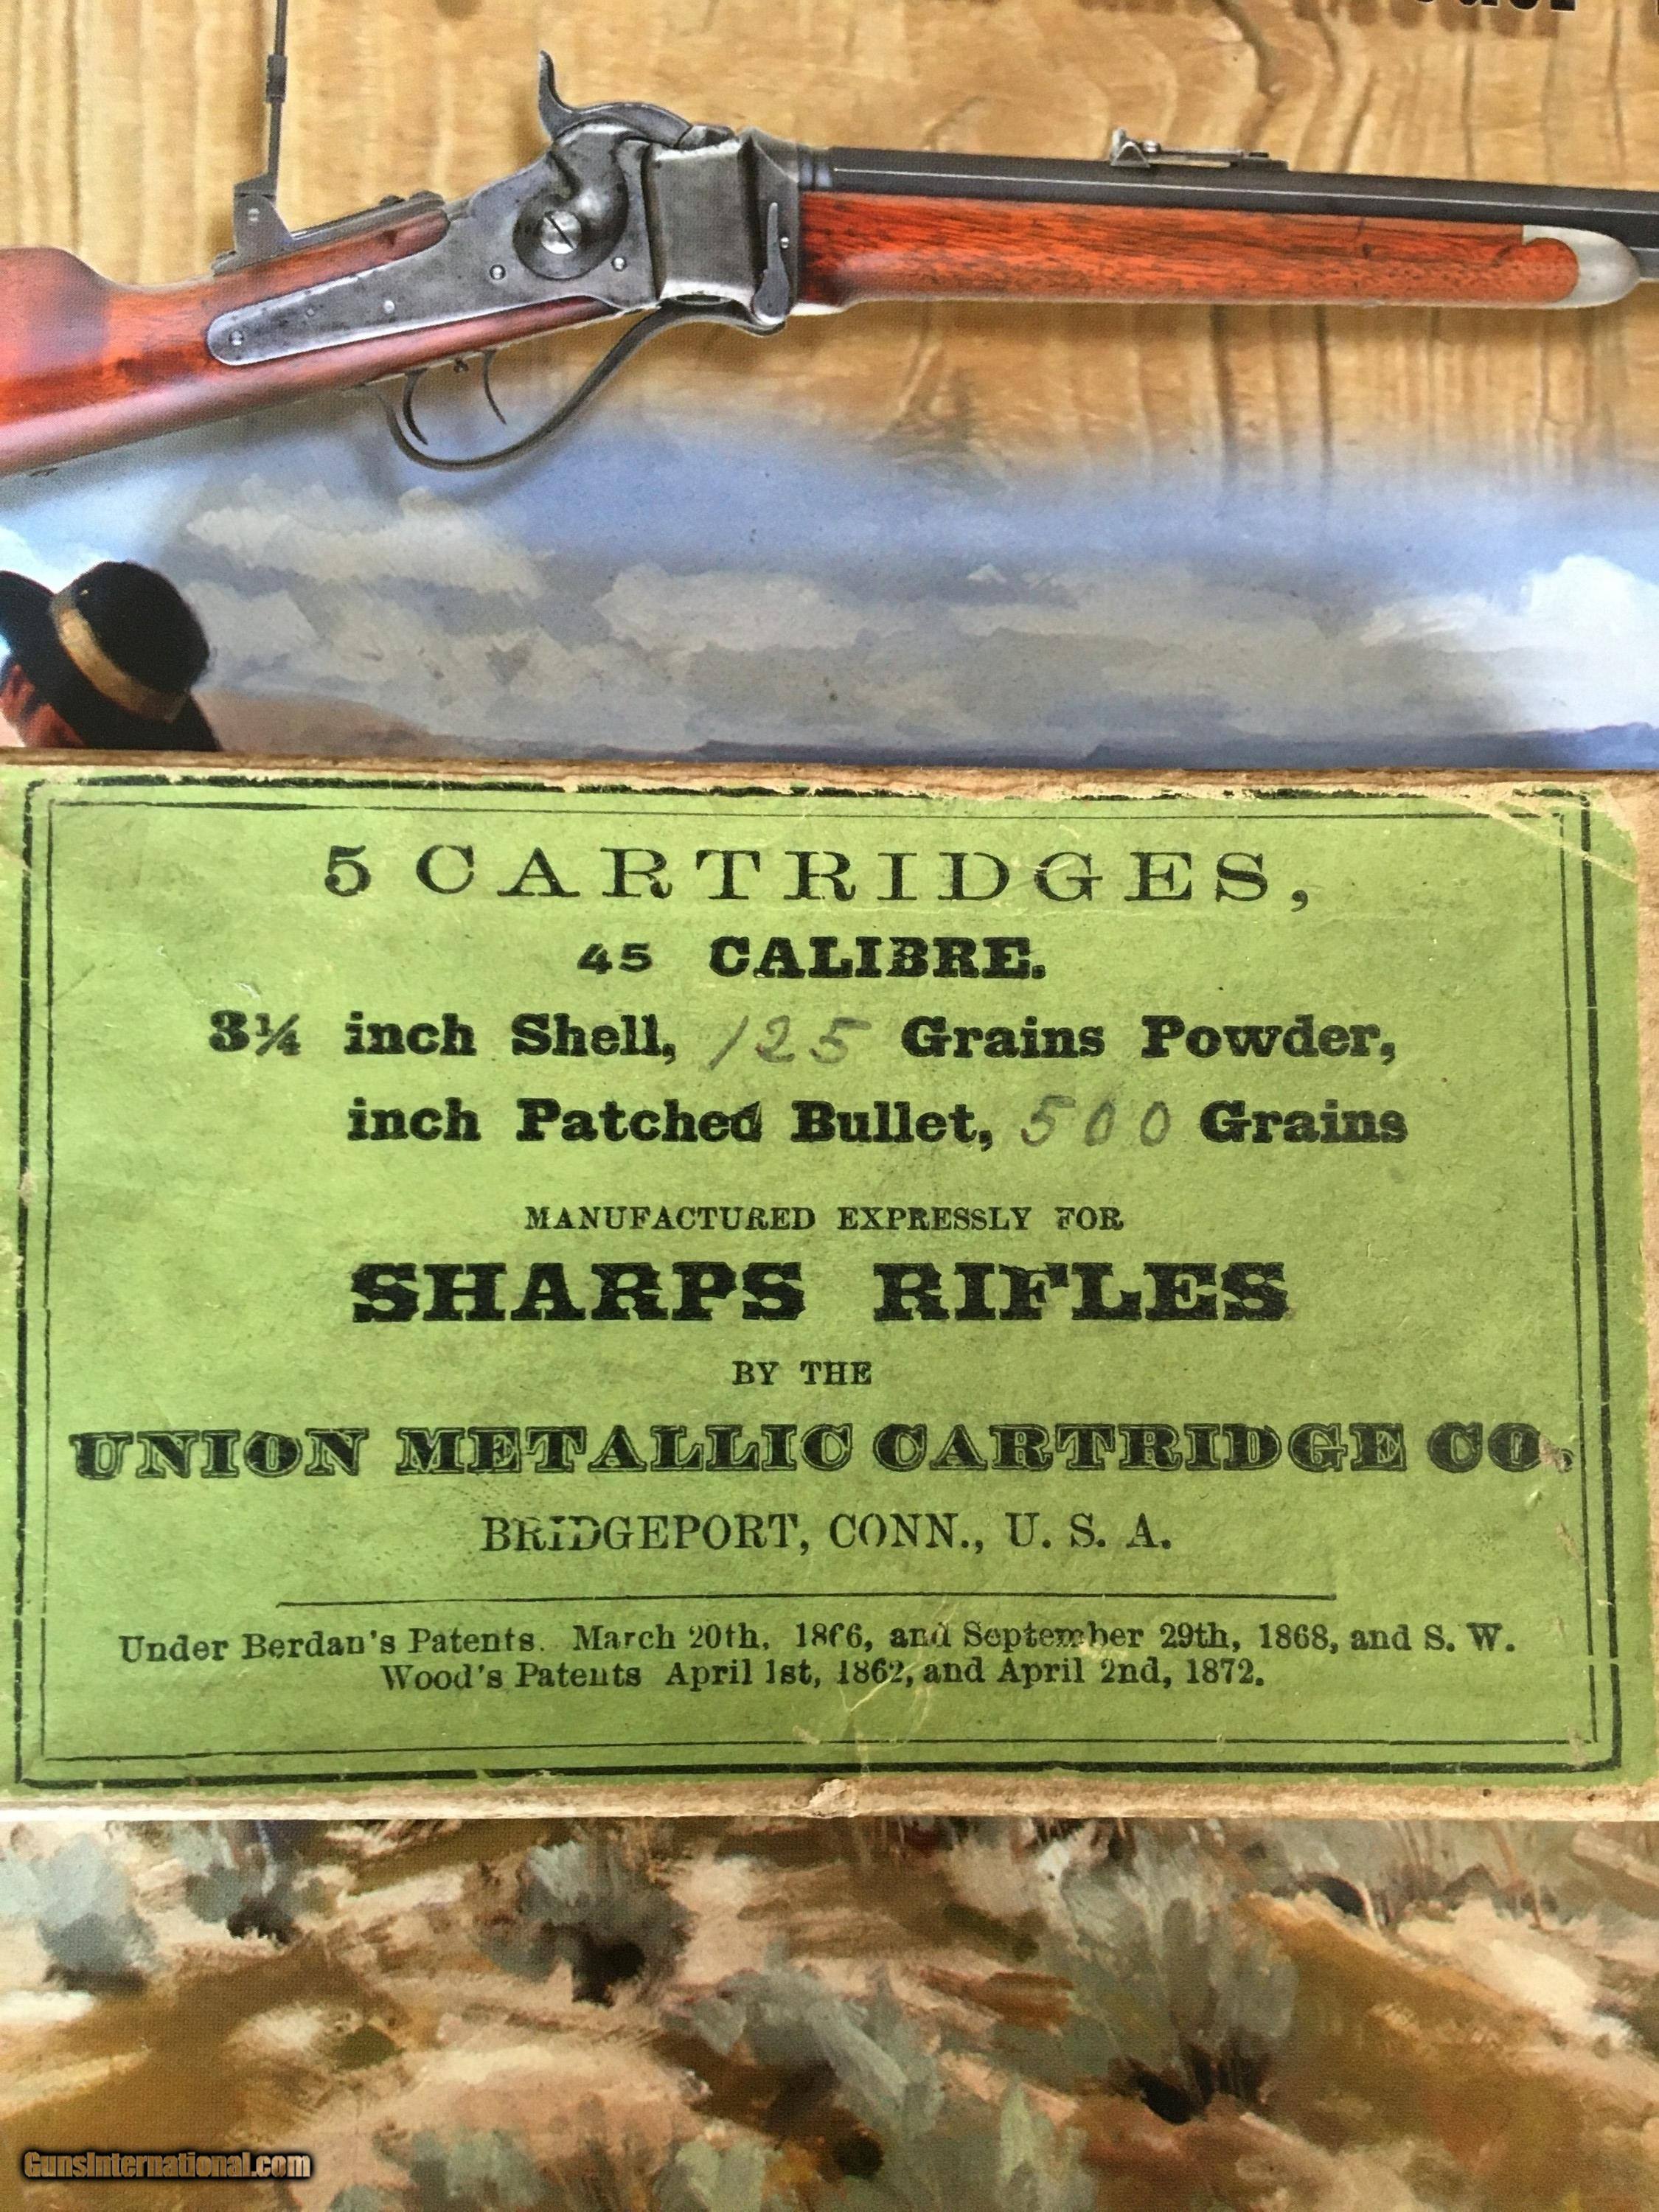 5 CARTRIDGES,
45 CALIBRE.
3¼ inch Shell, 125 Grains Powder,
inch Patched Bullet, 500 Grains
MANUFACTURED EXPRESSLY FOR
SHARPS RIFLES
BY THE
UNION METALLIC CARTRIDGE CO.
BRIDGEPORT, CONN., U. S. A.
Under Berdan's Patents. March 20th, 1866, and September 29th, 1868, and S. W.
Wood's Patents April 1st, 1862, and April 2nd, 1872.
GunsInternational.com